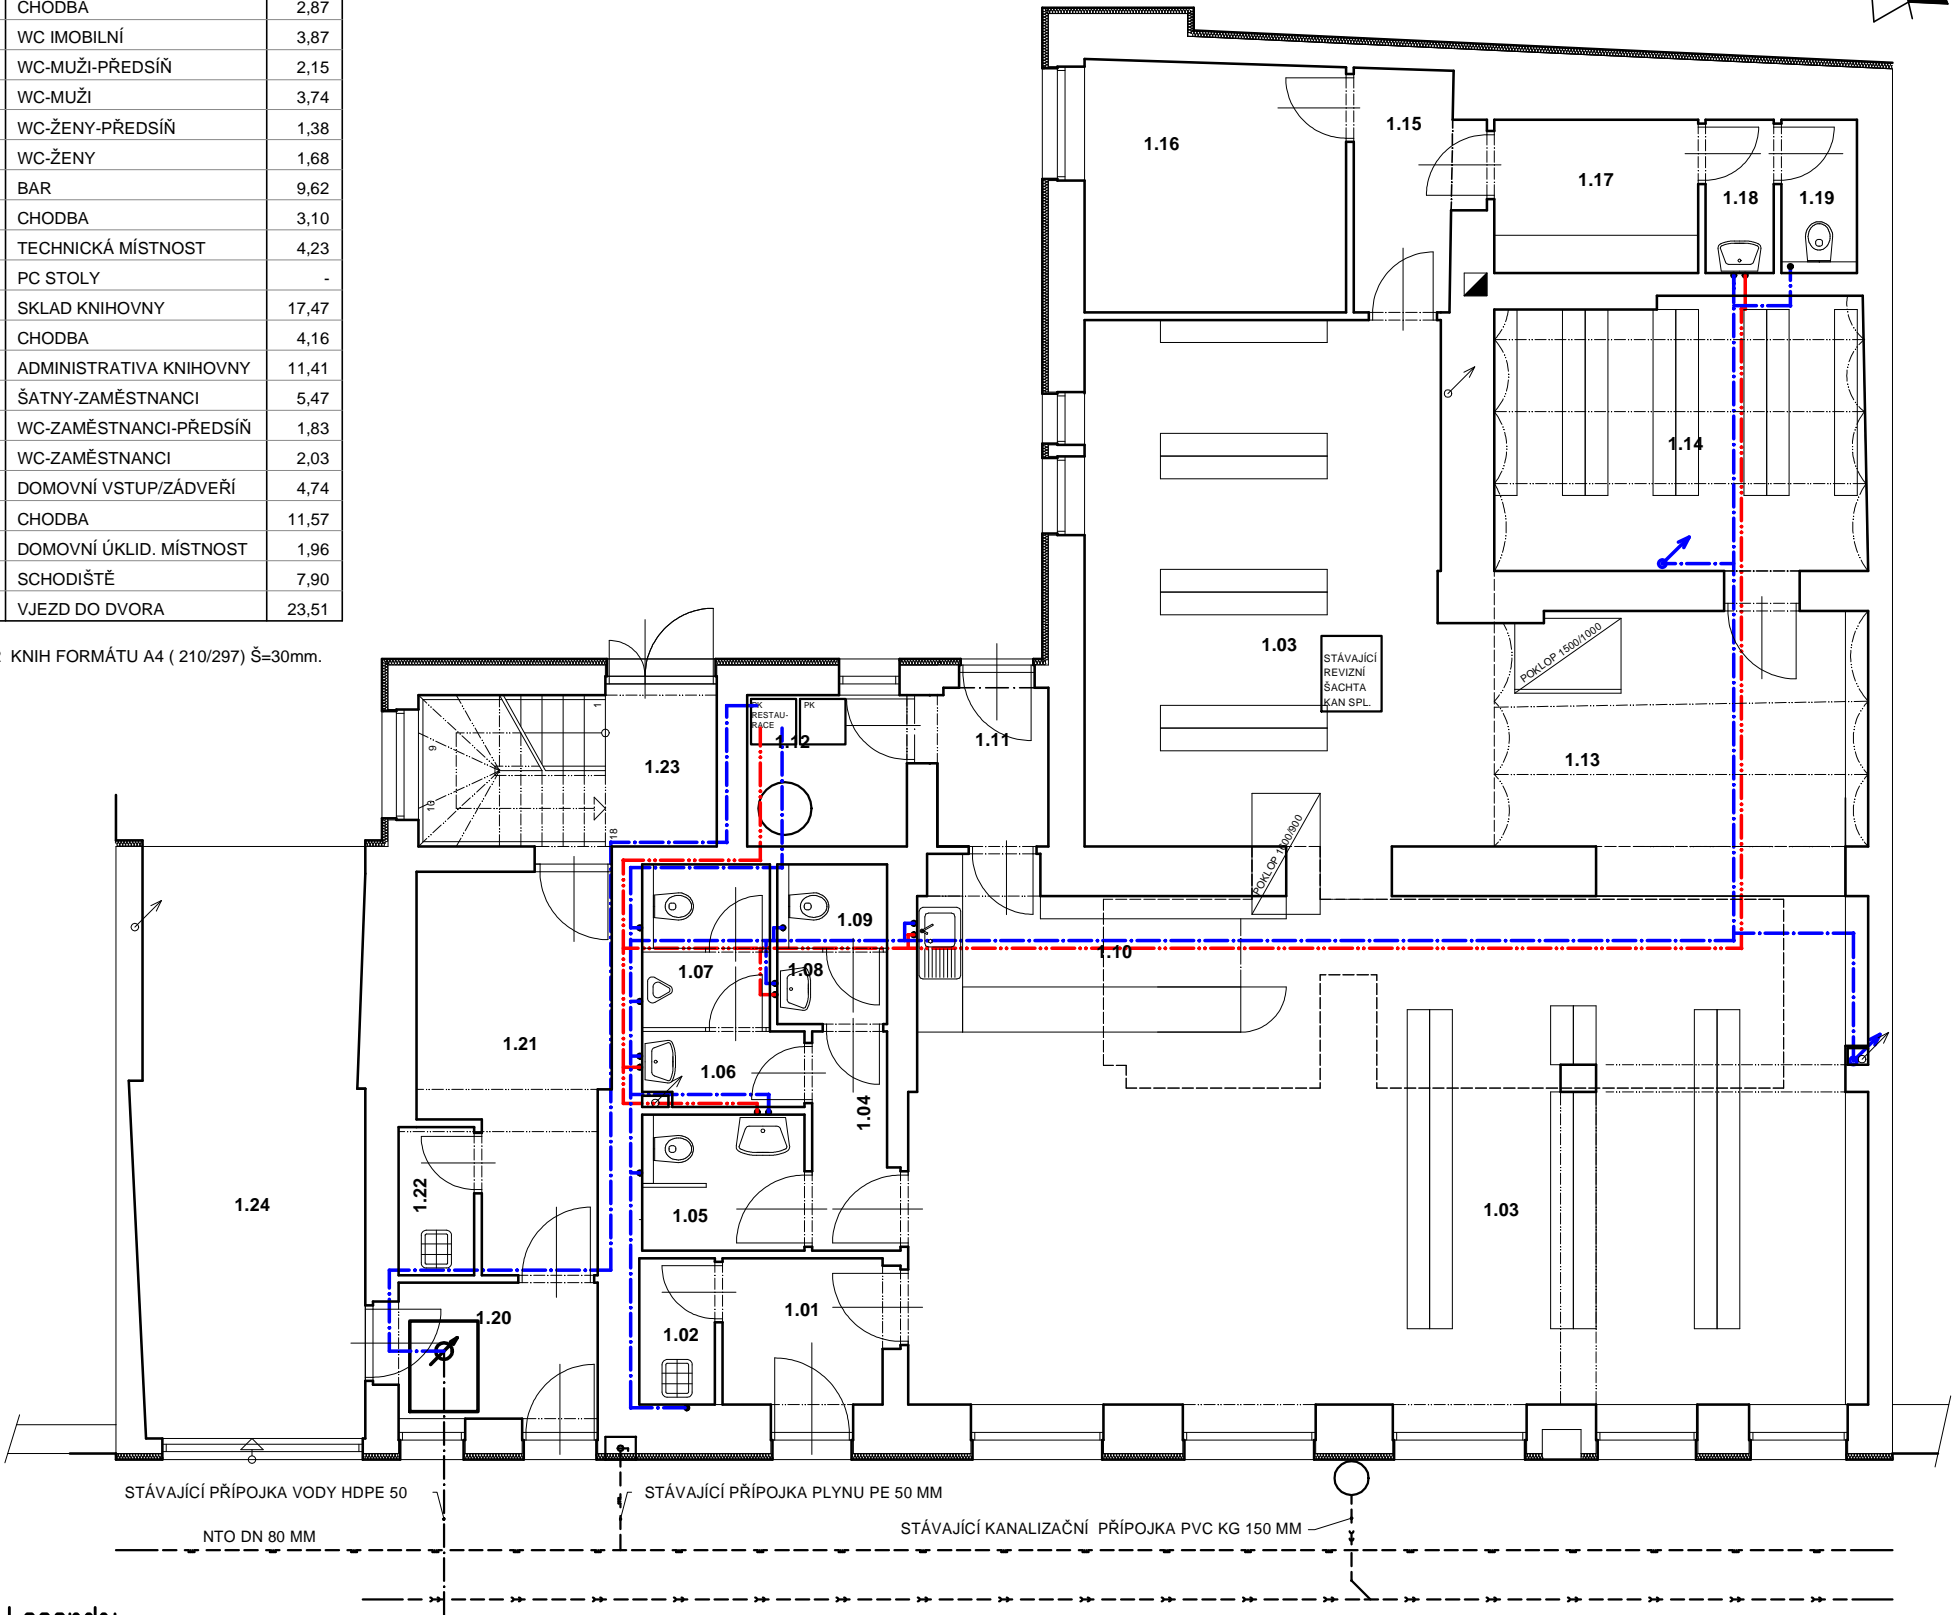 CHODBA 2,87
WC IMOBILNÍ 3,87
WC-MUŽI-PŘEDSÍŇ 2,15
WC-MUŽI 3,74
WC-ŽENY-PŘEDSÍŇ 1,38
WC-ŽENY 1,68
BAR 9,62
CHODBA 3,10
TECHNICKÁ MÍSTNOST 4,23
PC STOLY -
SKLAD KNIHOVNY 17,47
CHODBA 4,16
ADMINISTRATIVA KNIHOVNY 11,41
ŠATNY-ZAMĚSTNANCI 5,47
WC-ZAMĚSTNANCI-PŘEDSÍŇ 1,83
WC-ZAMĚSTNANCI 2,03
DOMOVNÍ VSTUP/ZÁDVEŘÍ 4,74
CHODBA 11,57
DOMOVNÍ ÚKLID. MÍSTNOST 1,96
SCHODIŠTĚ 7,90
VJEZD DO DVORA 23,51
KNIH FORMÁTU A4 ( 210/297) Š=30mm.
1.15
1.16
1.17
1.18
1.19
1.14
1.03
STÁVAJÍCÍ
REVIZNÍ
ŠACHTA
KAN SPL.
POKLOP 1500/1000
1.13
1
9
10
18
1.23
RESTAU-
RACE
PK
1.12
1.11
POKLOP 1600/900
1.09
1.10
1.07
1.08
1.21
1.06
1.04
1.22
1.24
1.05
1.03
1.20
1.01
1.02
STÁVAJÍCÍ PŘÍPOJKA VODY HDPE 50
STÁVAJÍCÍ PŘÍPOJKA PLYNU PE 50 MM
STÁVAJÍCÍ KANALIZAČNÍ PŘÍPOJKA PVC KG 150 MM
NTO DN 80 MM